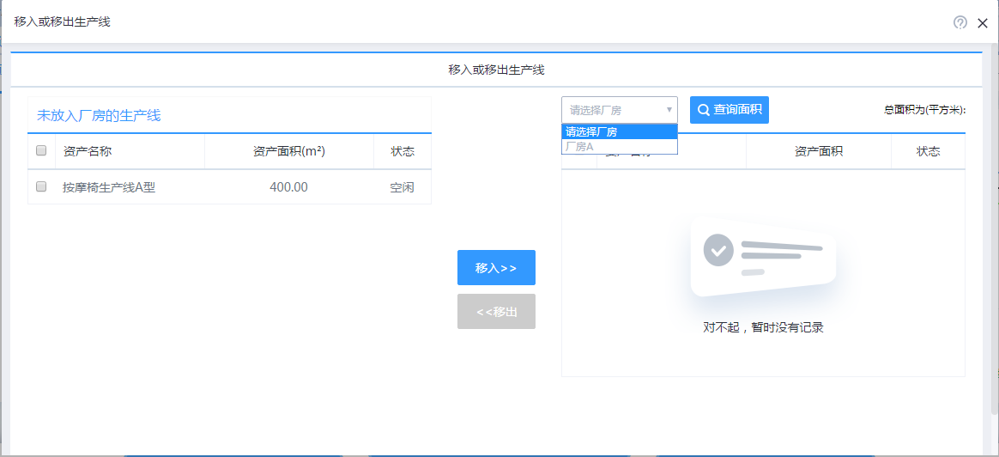 移入或移出生产线
移入或移出生产线
未放入厂房的生产线
资产名称 资产面积(m²) 状态
按摩椅生产线A型 400.00 空闲
移入>>
<<移出
请选择厂房 查询面积 总面积为(平方米):
请选择厂房
厂房A
资产面积 状态
对不起，暂时没有记录